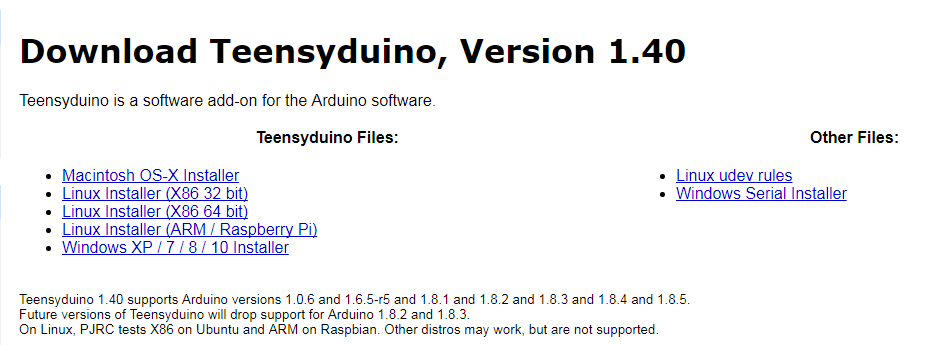 Download Teensyduino, Version 1.40
Teensyduino is a software add-on for the Arduino software.
Teensyduino Files:
Macintosh OS-X Installer
Linux Installer (X86 32 bit)
Linux Installer (X86 64 bit)
Linux Installer (ARM / Raspberry Pi)
Windows XP / 7 / 8 / 10 Installer
Other Files:
Linux udev rules
Windows Serial Installer
Teensyduino 1.40 supports Arduino versions 1.0.6 and 1.6.5-r5 and 1.8.1 and 1.8.2 and 1.8.3 and 1.8.4 and 1.8.5.
Future versions of Teensyduino will drop support for Arduino 1.8.2 and 1.8.3.
On Linux, PJRC tests X86 on Ubuntu and ARM on Raspbian. Other distros may work, but are not supported.